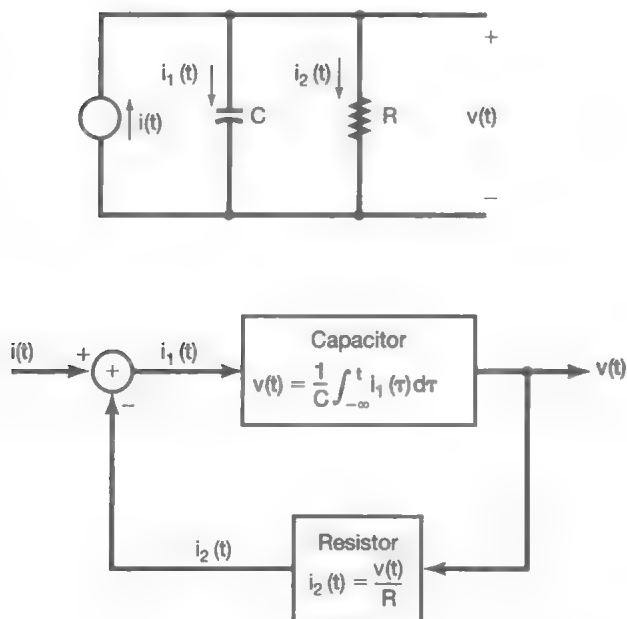 +
i₁(t) i₂(t)
i(t) C R v(t)
−
Capacitor
i(t) + + i₁(t) v(t) = 1/C ∫_{-∞}^{t} i₁(τ)dτ v(t)
−
i₂(t)
Resistor
i₂(t) = v(t)/R